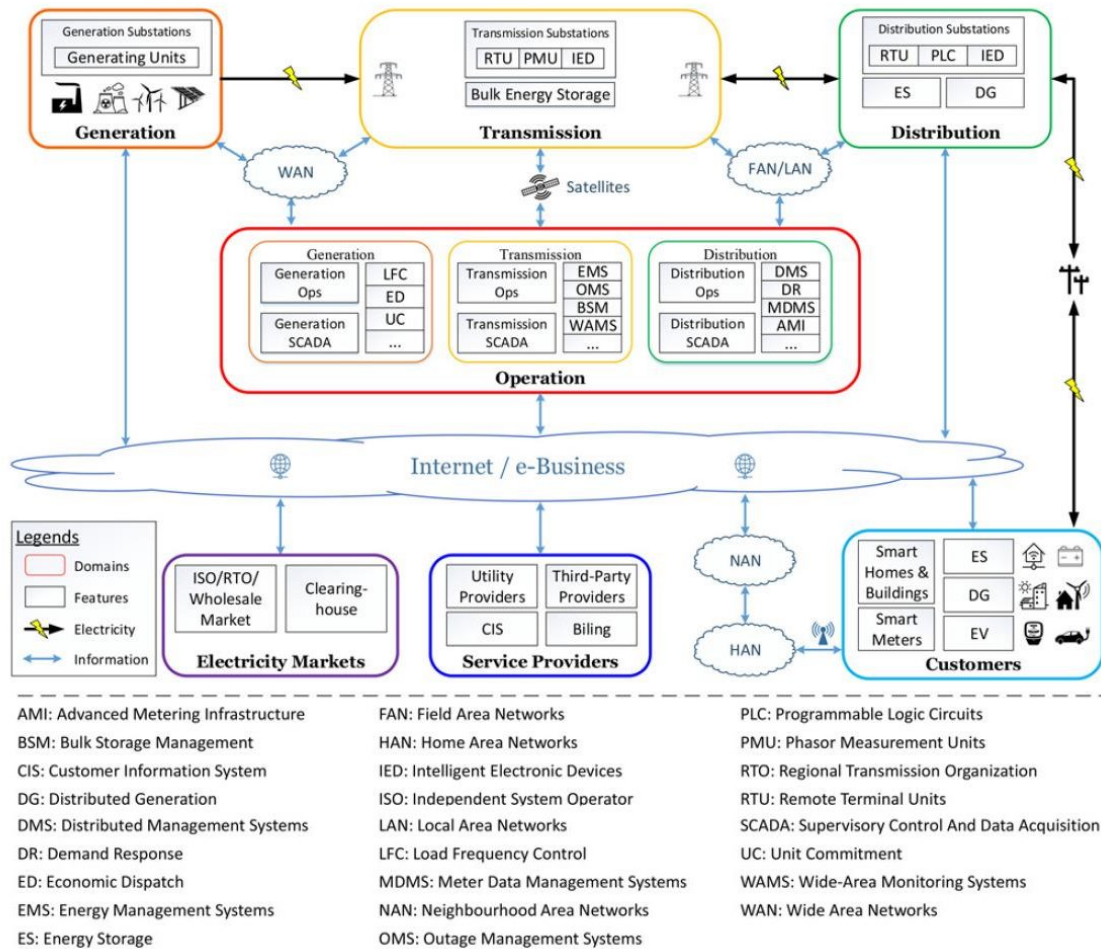 Generation Substations
Generating Units
Generation
Transmission Substations
RTU PMU IED
Bulk Energy Storage
Transmission
Distribution Substations
RTU PLC IED
ES DG
Distribution
WAN
Satellites
FAN/LAN
Generation
Generation
Ops
Generation
SCADA
LFC
ED
UC
...
Transmission
Transmission
Ops
Transmission
SCADA
EMS
OMS
BSM
WAMS
...
Distribution
Distribution
Ops
Distribution
SCADA
DMS
DR
MDMS
AMI
...
Operation
Internet / e-Business
Legends
Domains
Features
Electricity
Information
ISO/RTO/
Wholesale
Market
Clearing-
house
Electricity Markets
Utility
Providers
Third-Party
Providers
CIS
Biling
Service Providers
NAN
HAN
Smart
Homes &
Buildings
Smart
Meters
ES
DG
EV
Customers
AMI: Advanced Metering Infrastructure
BSM: Bulk Storage Management
CIS: Customer Information System
DG: Distributed Generation
DMS: Distributed Management Systems
DR: Demand Response
ED: Economic Dispatch
EMS: Energy Management Systems
ES: Energy Storage
FAN: Field Area Networks
HAN: Home Area Networks
IED: Intelligent Electronic Devices
ISO: Independent System Operator
LAN: Local Area Networks
LFC: Load Frequency Control
MDMS: Meter Data Management Systems
NAN: Neighbourhood Area Networks
OMS: Outage Management Systems
PLC: Programmable Logic Circuits
PMU: Phasor Measurement Units
RTO: Regional Transmission Organization
RTU: Remote Terminal Units
SCADA: Supervisory Control And Data Acquisition
UC: Unit Commitment
WAMS: Wide-Area Monitoring Systems
WAN: Wide Area Networks